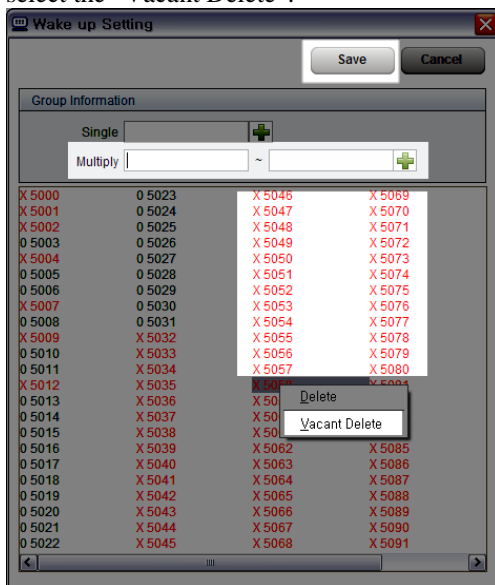 select the "Vacant Delete".
Wake up Setting
Save Cancel
Group Information
Single
Multiply ~
X 5000 0 5023 X 5046 X 5069
X 5001 0 5024 X 5047 X 5070
X 5002 0 5025 X 5048 X 5071
0 5003 0 5026 X 5049 X 5072
X 5004 0 5027 X 5050 X 5073
0 5005 0 5028 X 5051 X 5074
0 5006 0 5029 X 5052 X 5075
X 5007 0 5030 X 5053 X 5076
0 5008 0 5031 X 5054 X 5077
X 5009 X 5032 X 5055 X 5078
0 5010 X 5033 X 5056 X 5079
0 5011 X 5034 X 5057 X 5080
X 5012 X 5035
0 5013 X 5036 Delete
0 5014 X 5037 Vacant Delete
0 5015 X 5038
0 5016 X 5039 X 5062 X 5085
0 5017 X 5040 X 5063 X 5086
0 5018 X 5041 X 5064 X 5087
0 5019 X 5042 X 5065 X 5088
0 5020 X 5043 X 5066 X 5089
0 5021 X 5044 X 5067 X 5090
0 5022 X 5045 X 5068 X 5091